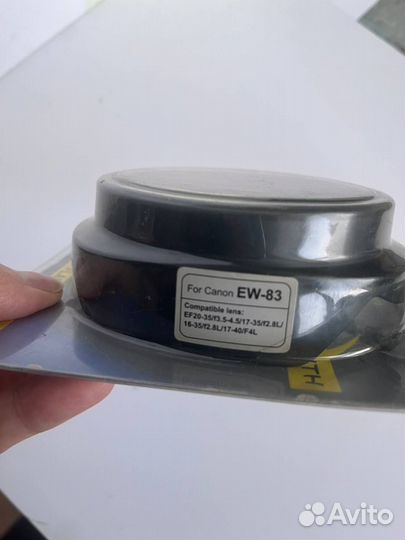 For Canon EW-83
Compatible lens:
EF20-35/f3.5-4.5/17-35/f2.8L/
16-35/f2.8L/17-40/F4L
TH
Avito